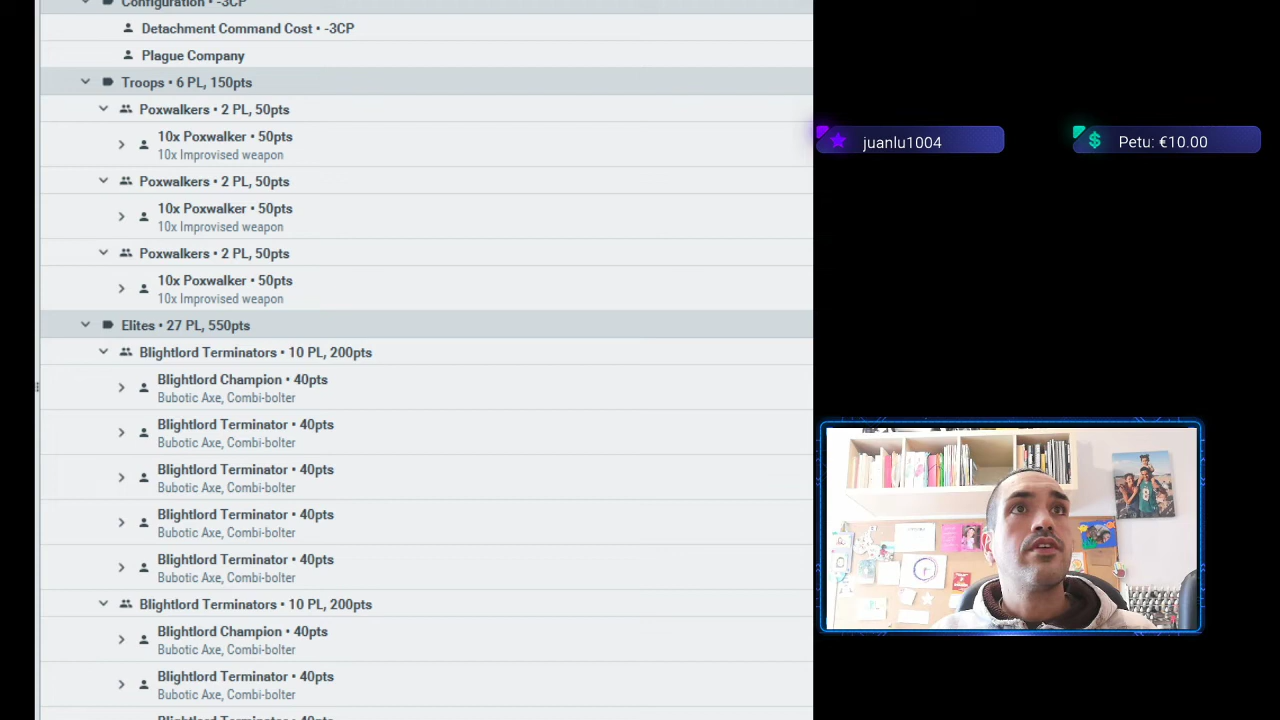 Configuration • -3CP
Detachment Command Cost • -3CP
Plague Company
Troops • 6 PL, 150pts
Poxwalkers • 2 PL, 50pts
10x Poxwalker • 50pts
10x Improvised weapon
Poxwalkers • 2 PL, 50pts
10x Poxwalker • 50pts
10x Improvised weapon
Poxwalkers • 2 PL, 50pts
10x Poxwalker • 50pts
10x Improvised weapon
Elites • 27 PL, 550pts
Blightlord Terminators • 10 PL, 200pts
Blightlord Champion • 40pts
Bubotic Axe, Combi-bolter
Blightlord Terminator • 40pts
Bubotic Axe, Combi-bolter
Blightlord Terminator • 40pts
Bubotic Axe, Combi-bolter
Blightlord Terminator • 40pts
Bubotic Axe, Combi-bolter
Blightlord Terminator • 40pts
Bubotic Axe, Combi-bolter
Blightlord Terminators • 10 PL, 200pts
Blightlord Champion • 40pts
Bubotic Axe, Combi-bolter
Blightlord Terminator • 40pts
Bubotic Axe, Combi-bolter
Blightlord Terminator • 40pts
juanlu1004
Petu: €10.00
8